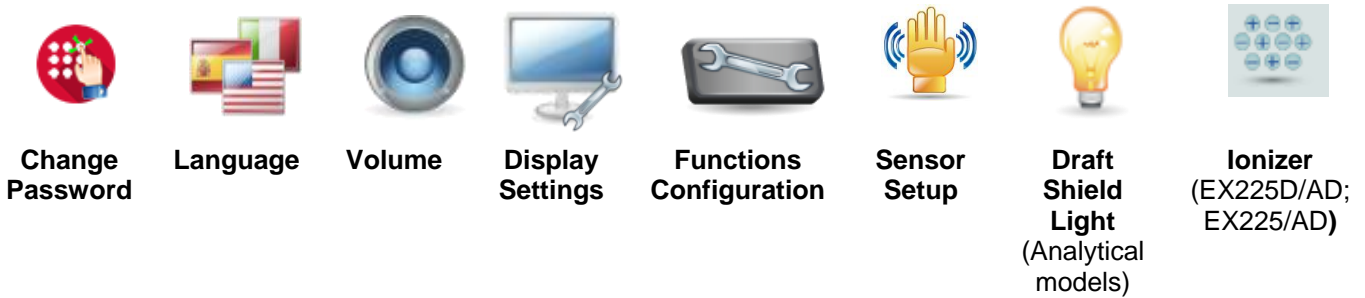 Change
Password
Language
Volume
Display
Settings
Functions
Configuration
Sensor
Setup
Draft
Shield
Light
(Analytical
models)
Ionizer
(EX225D/AD;
EX225/AD)